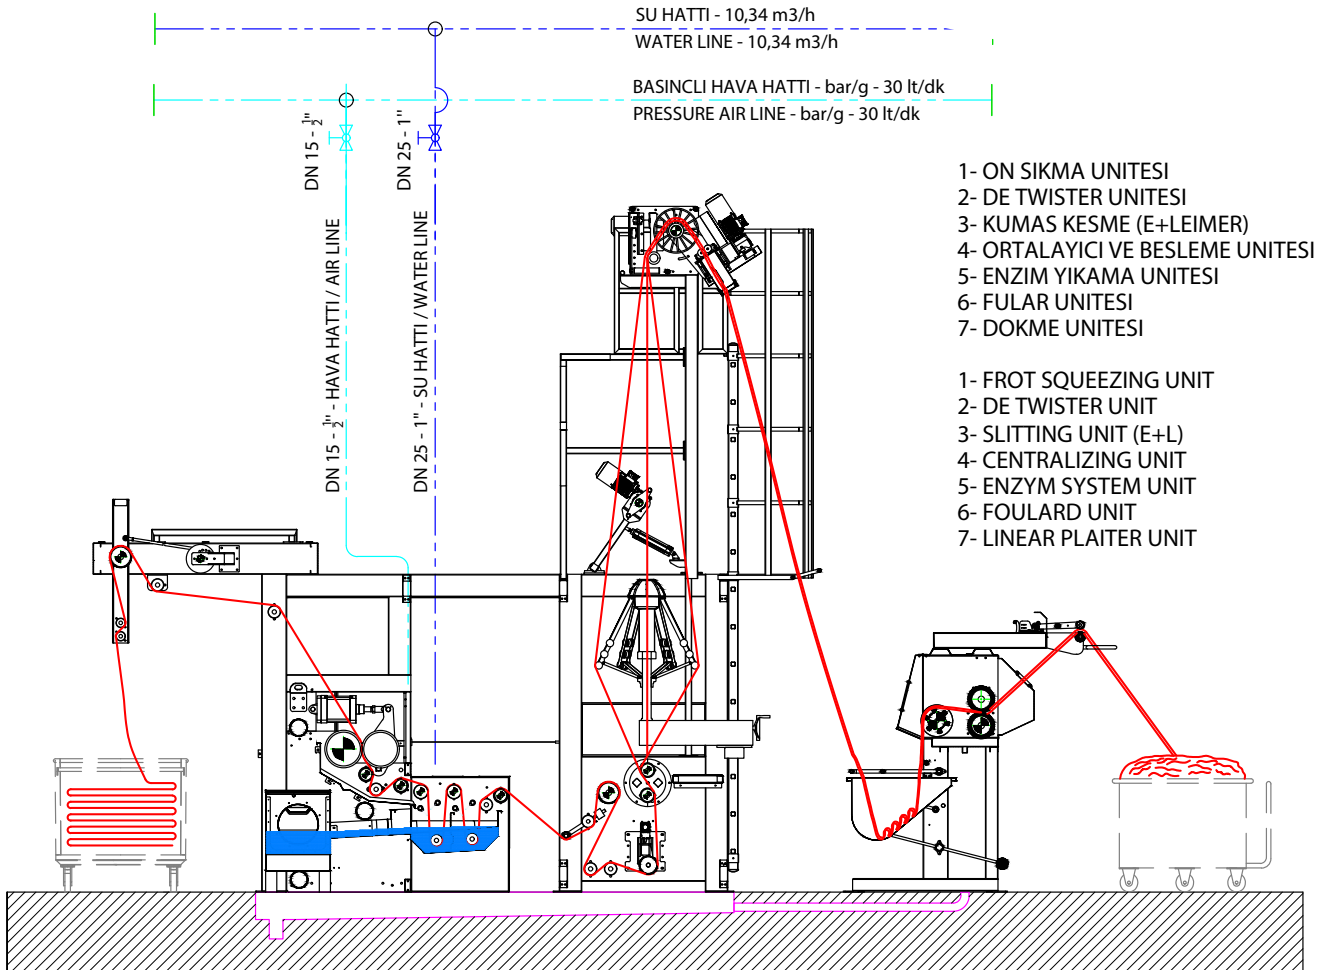 SU HATTI - 10,34 m3/h
WATER LINE - 10,34 m3/h
BASINCLI HAVA HATTI - bar/g - 30 lt/dk
PRESSURE AIR LINE - bar/g - 30 lt/dk
DN 15 - ½"
DN 25 - 1"
DN 15 - ½" - HAVA HATTI / AIR LINE
DN 25 - 1" - SU HATTI / WATER LINE
1- ON SIKMA UNITESI
2- DE TWISTER UNITESI
3- KUMAS KESME (E+LEIMER)
4- ORTALAYICI VE BESLEME UNITESI
5- ENZIM YIKAMA UNITESI
6- FULAR UNITESI
7- DOKME UNITESI
1- FROT SQUEEZING UNIT
2- DE TWISTER UNIT
3- SLITTING UNIT (E+L)
4- CENTRALIZING UNIT
5- ENZYM SYSTEM UNIT
6- FOULARD UNIT
7- LINEAR PLAITER UNIT